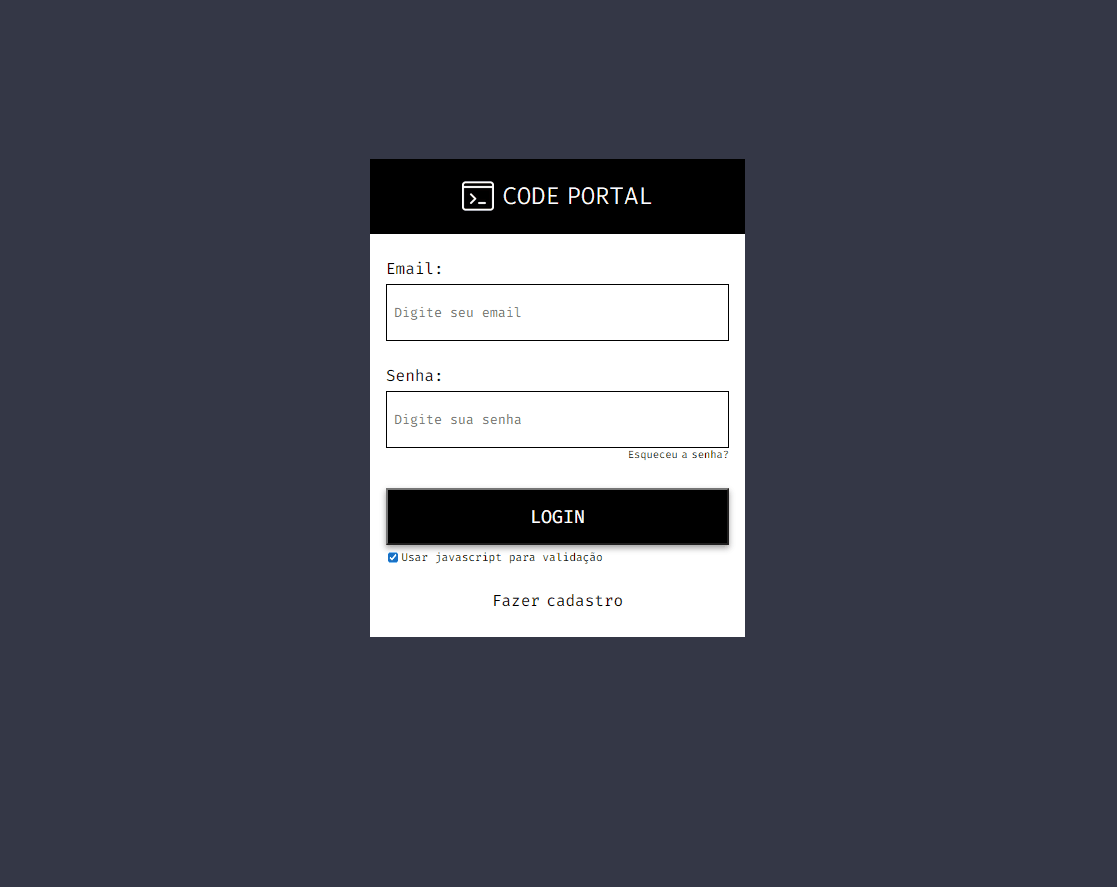 CODE PORTAL
Email:
Digite seu email
Senha:
Digite sua senha
Esqueceu a senha?
LOGIN
Usar javascript para validação
Fazer cadastro